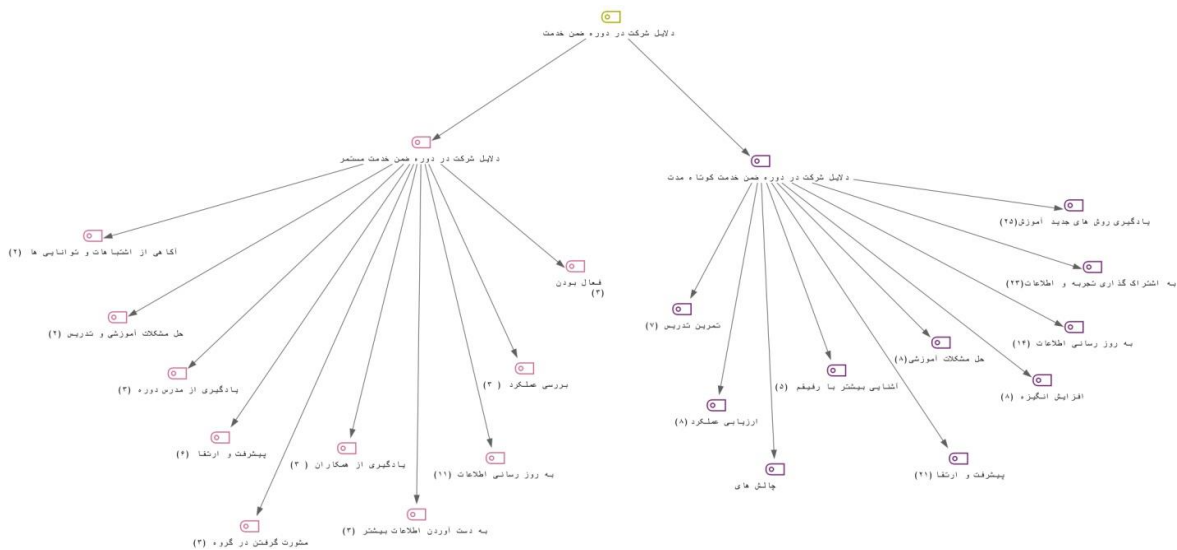 دلایل شرکت در دوره ضمن خدمت
دلایل شرکت در دوره ضمن خدمت مستمر
دلایل شرکت در دوره ضمن خدمت کوتاه مدت
یادگیری روش های جدید آموزش(۲۵)
آگاهی از اشتباهات و توانایی ها (۲)
به اشتراک گذاری تجربه و اطلاعات(۲۳)
فعال بودن
(۳)
حل مشکلات آموزشی و تدریس (۲)
تمرین تدریس (۷)
به روز رسانی اطلاعات (۱۴)
حل مشکلات آموزشی(۸)
یادگیری از مدرس دوره (۳)
بررسی عملکرد ( ۳)
آشنایی بیشتر با رفیقم (۵)
افزایش انگیزه (۸)
ارزیابی عملکرد (۸)
پیشرفت و ارتقا (۴)
یادگیری از همکاران ( ۳)
به روز رسانی اطلاعات (۱۱)
چالش های
پیشرفت و ارتقا (۲۱)
به دست آوردن اطلاعات بیشتر (۳)
مشورت گرفتن در گروه (۳)